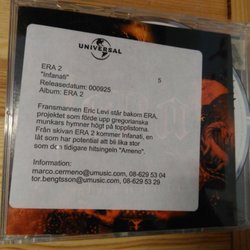 UNIVERSAL
ERA 2
"Infanati"
5
Releasedatum: 000925
Album: ERA 2
Fransmannen Eric Levi står bakom ERA,
projektet som förde upp gregorianska
munkars hymner högt på topplistorna.
Från skivan ERA 2 kommer Infanati, en
låt som har potential att bli lika stor
som den tidigare hitsingeln "Ameno".
Information:
marco.cermeno@umusic.com, 08-629 53 04
tor.bengtsson@umusic.com, 08-629 53 29